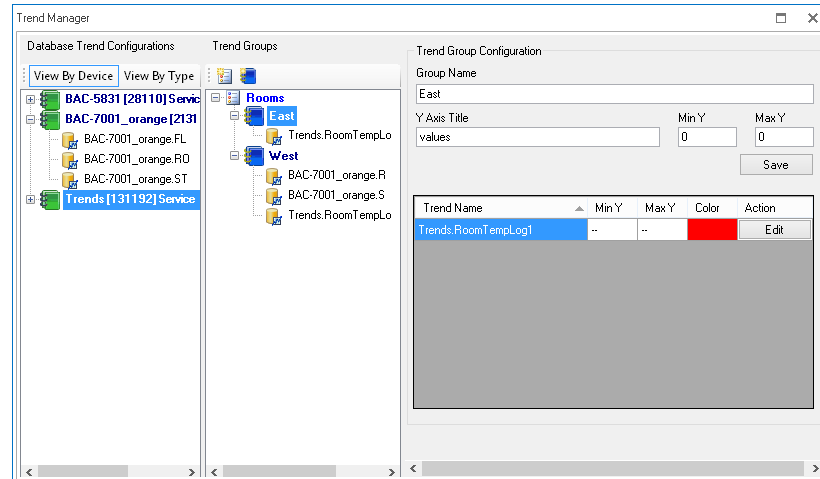 Trend Manager
Database Trend Configurations
View By Device View By Type
BAC-5831 [28110] Servic
BAC-7001_orange [2131
BAC-7001_orange.FL
BAC-7001_orange.RO
BAC-7001_orange.ST
Trends [131192] Service
Trend Groups
Rooms
East
Trends.RoomTempLo
West
BAC-7001_orange.R
BAC-7001_orange.S
Trends.RoomTempLo
Trend Group Configuration
Group Name
East
Y Axis Title Min Y Max Y
values 0 0
Save
Trend Name Min Y Max Y Color Action
Trends.RoomTempLog1 -- -- Edit